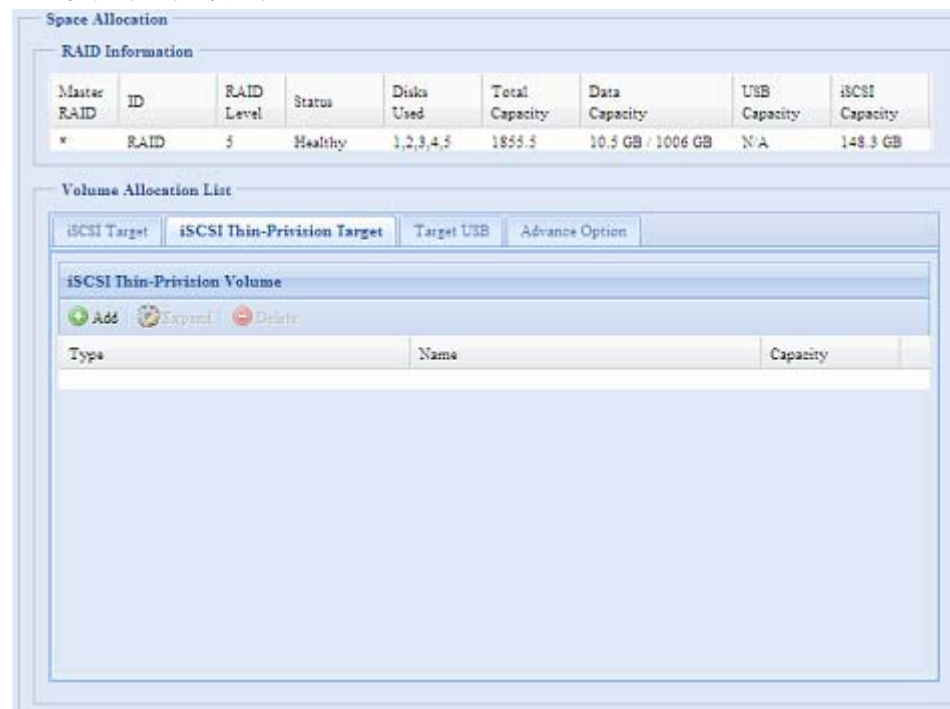 Space Allocation
RAID Information
Master RAID ID RAID Level Status Disks Used Total Capacity Data Capacity USB Capacity iSCSI Capacity
* RAID 5 Healthy 1,2,3,4,5 1855.5 10.5 GB / 1006 GB N/A 148.3 GB
Volume Allocation List
iSCSI Target iSCSI Thin-Privision Target Target USB Advance Option
iSCSI Thin-Privision Volume
Add Expand Delete
Type Name Capacity